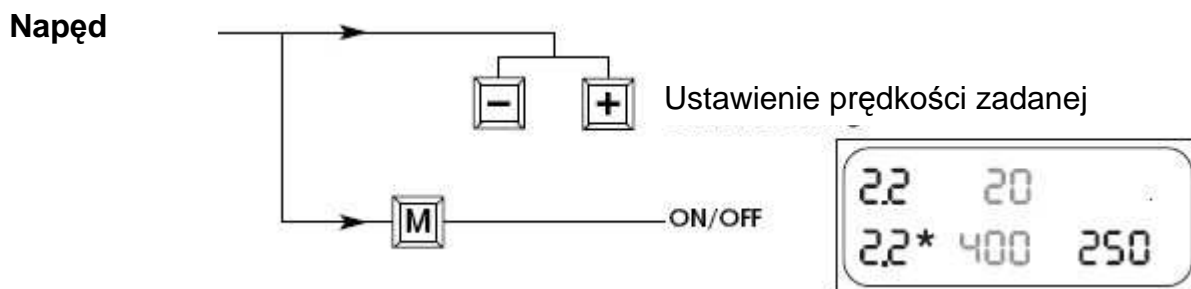 Napęd
- +
Ustawienie prędkości zadanej
M ON/OFF
2.2 20
2.2* 400 250